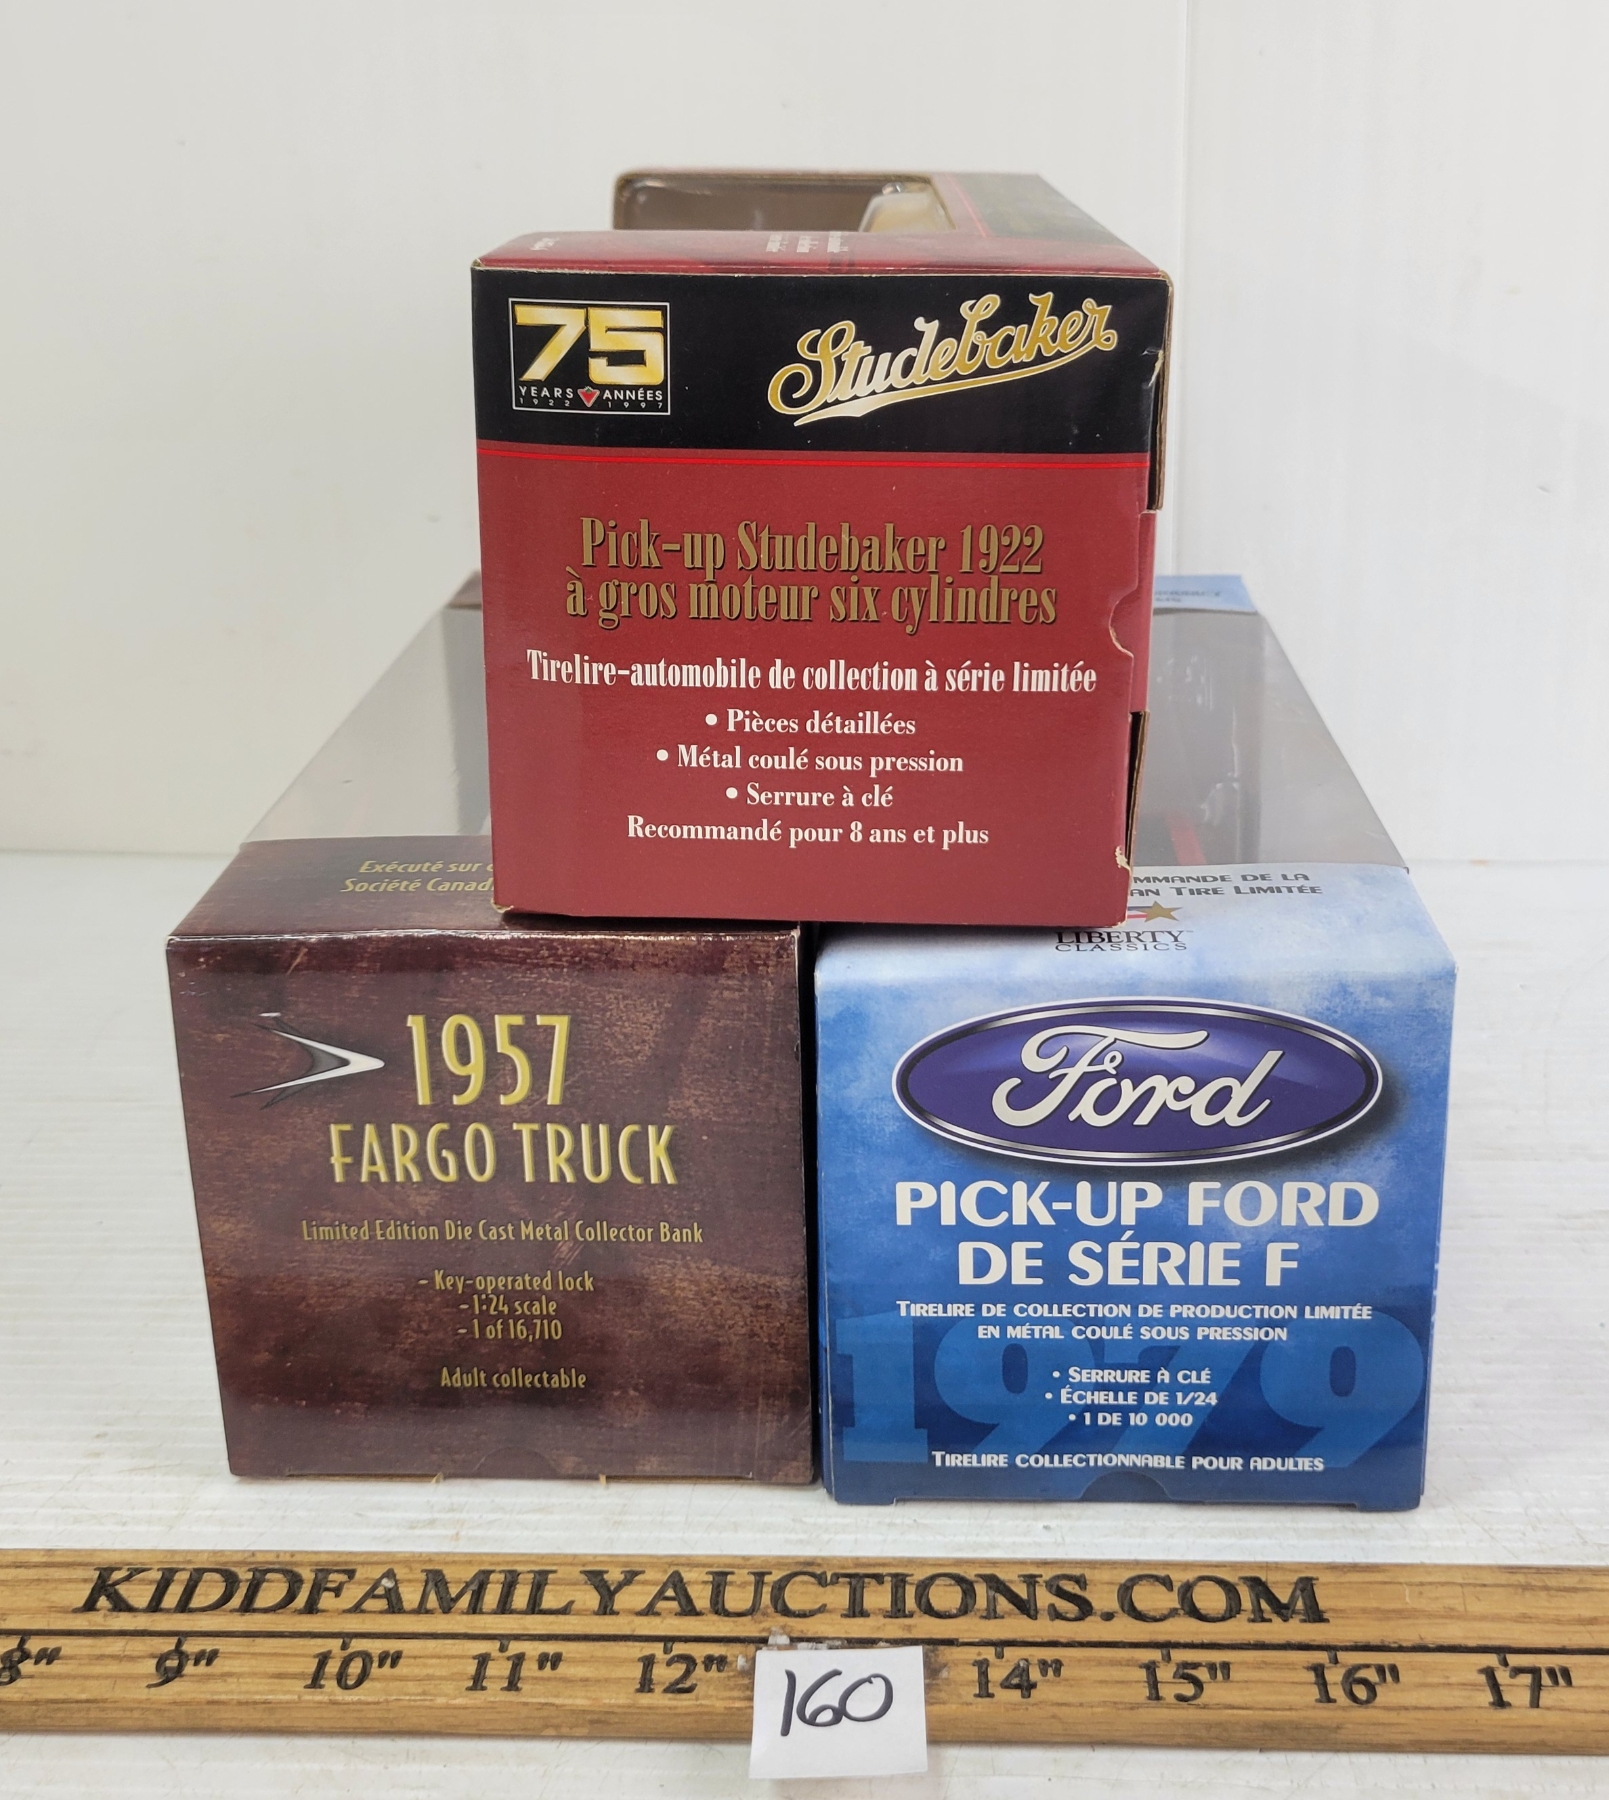 75
YEARS ANNÉES
1922 1997
Studebaker
Pick-up Studebaker 1922
à gros moteur six cylindres
Tirelire-automobile de collection à série limitée
• Pièces détaillées
• Métal coulé sous pression
• Serrure à clé
Recommandé pour 8 ans et plus
Exécuté sur
Société
1957
FARGO TRUCK
Limited Edition Die Cast Metal Collector Bank
- Key-operated lock
- 1:24 scale
- 1 of 16,710
Adult collectable
DE LA
TIRE LIMITÉE
LIBERTY
CLASSICS
Ford
PICK-UP FORD
DE SÉRIE F
1979
TIRELIRE DE COLLECTION DE PRODUCTION LIMITÉE
EN MÉTAL COULÉ SOUS PRESSION
• SERRURE À CLÉ
• ÉCHELLE DE 1/24
• 1 DE 10 000
TIRELIRE COLLECTIONNABLE POUR ADULTES
KIDDFAMILYAUCTIONS.COM
8" 9" 10" 11" 12" 14" 15" 16" 17"
160